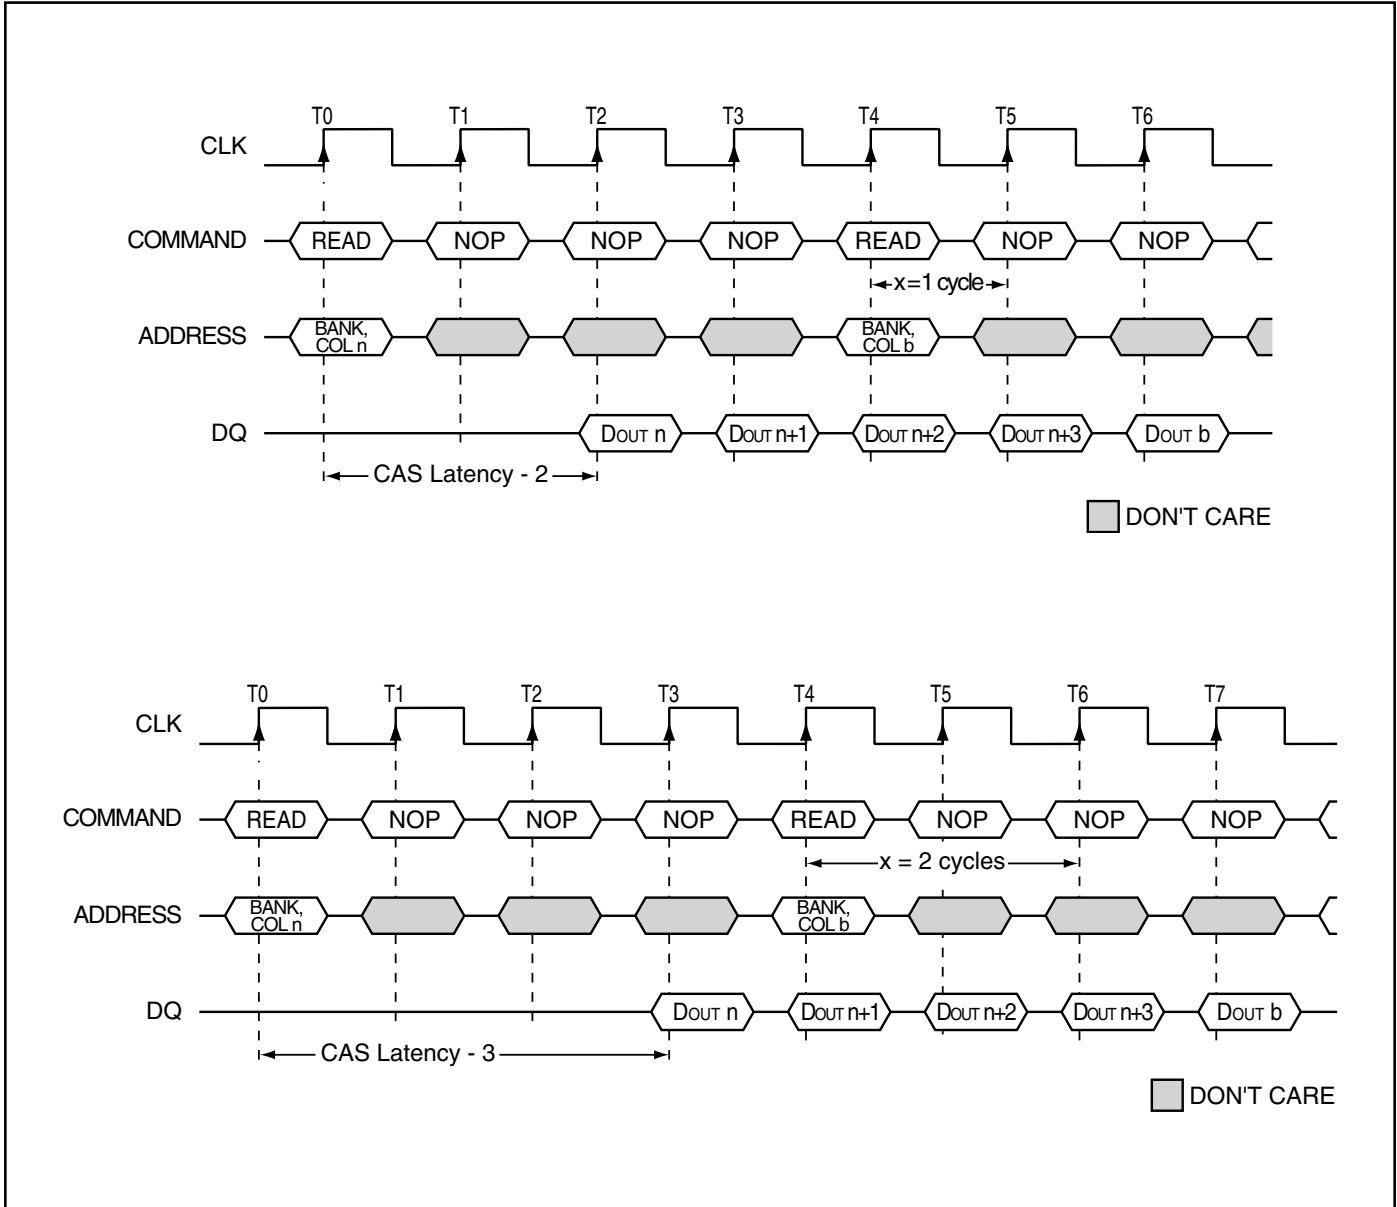 T0 T1 T2 T3 T4 T5 T6
CLK
COMMAND READ NOP NOP NOP READ NOP NOP
x=1 cycle
ADDRESS BANK, COL n BANK, COL b
DQ DOUT n DOUT n+1 DOUT n+2 DOUT n+3 DOUT b
CAS Latency - 2
DON'T CARE
T0 T1 T2 T3 T4 T5 T6 T7
CLK
COMMAND READ NOP NOP NOP READ NOP NOP NOP
x = 2 cycles
ADDRESS BANK, COL n BANK, COL b
DQ DOUT n DOUT n+1 DOUT n+2 DOUT n+3 DOUT b
CAS Latency - 3
DON'T CARE